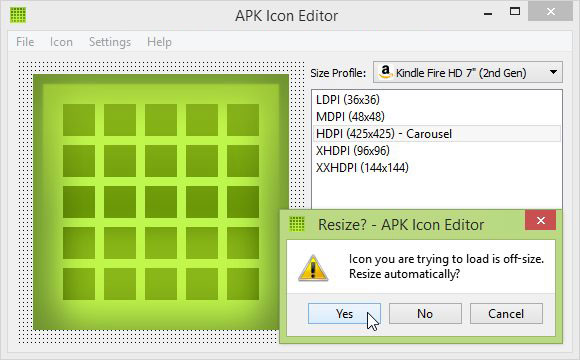 APK Icon Editor
File Icon Settings Help
Size Profile: Kindle Fire HD 7" (2nd Gen)
LDPI (36x36)
MDPI (48x48)
HDPI (425x425) - Carousel
XHDPI (96x96)
XXHDPI (144x144)
Resize? - APK Icon Editor
Icon you are trying to load is off-size.
Resize automatically?
Yes No Cancel